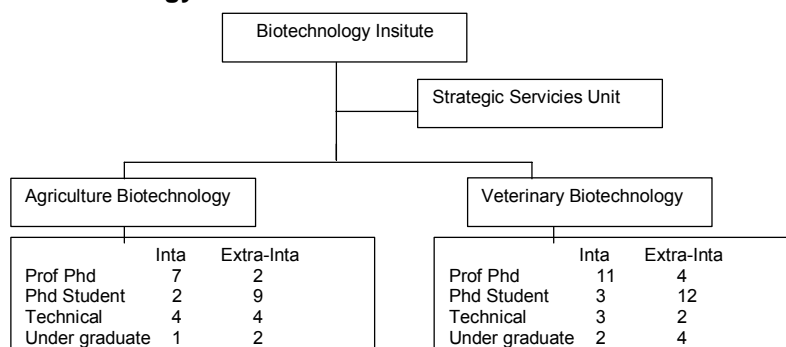 Biotechnology Insitute
Strategic Servicies Unit
Agriculture Biotechnology
Inta Extra-Inta
Prof Phd 7 2
Phd Student 2 9
Technical 4 4
Under graduate 1 2
Veterinary Biotechnology
Inta Extra-Inta
Prof Phd 11 4
Phd Student 3 12
Technical 3 2
Under graduate 2 4